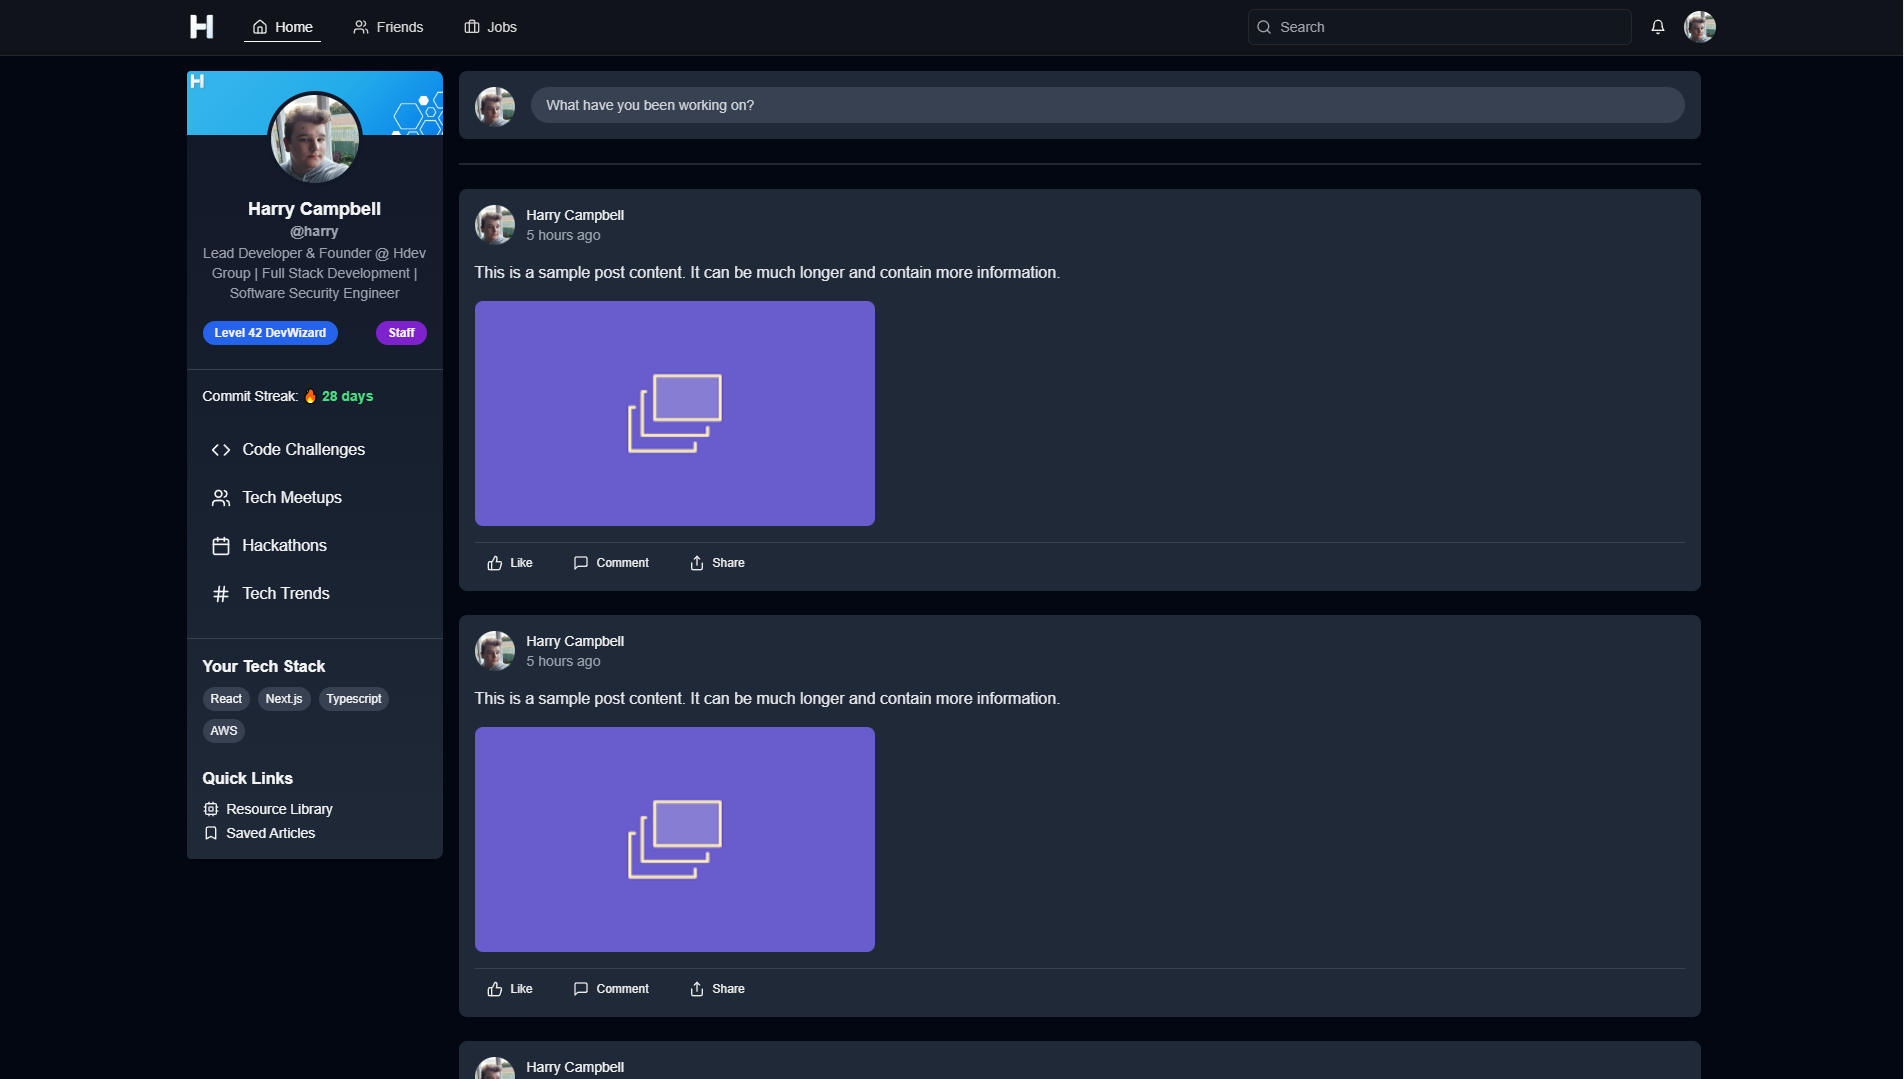 H
Home
Friends
Jobs
Search
H
Harry Campbell
@harry
Lead Developer & Founder @ Hdev
Group | Full Stack Development |
Software Security Engineer
Level 42 DevWizard
Staff
Commit Streak: 🔥 28 days
Code Challenges
Tech Meetups
Hackathons
Tech Trends
Your Tech Stack
React
Next.js
Typescript
AWS
Quick Links
Resource Library
Saved Articles
What have you been working on?
Harry Campbell
5 hours ago
This is a sample post content. It can be much longer and contain more information.
Like
Comment
Share
Harry Campbell
5 hours ago
This is a sample post content. It can be much longer and contain more information.
Like
Comment
Share
Harry Campbell